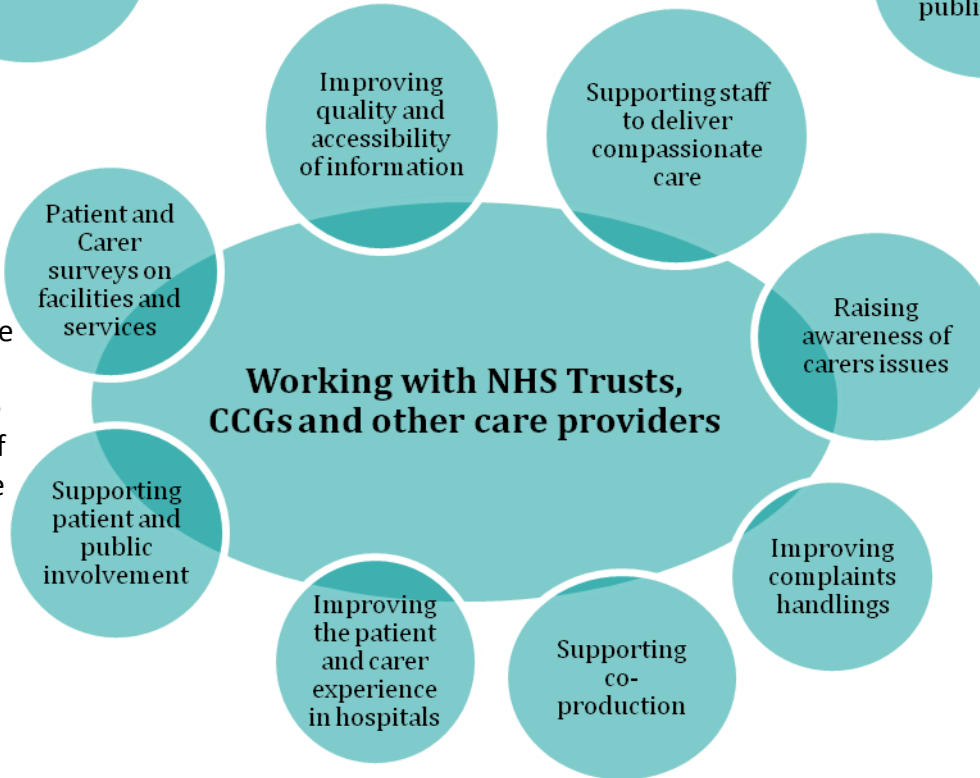 publi
Improving
quality and
accessibility
of information
Supporting staff
to deliver
compassionate
care
Patient and
Carer
surveys on
facilities and
services
Raising
awareness of
carers issues
e
f
e
Working with NHS Trusts,
CCGs and other care providers
Supporting
patient and
public
involvement
Improving
complaints
handlings
Improving
the patient
and carer
experience
in hospitals
Supporting
co-
production